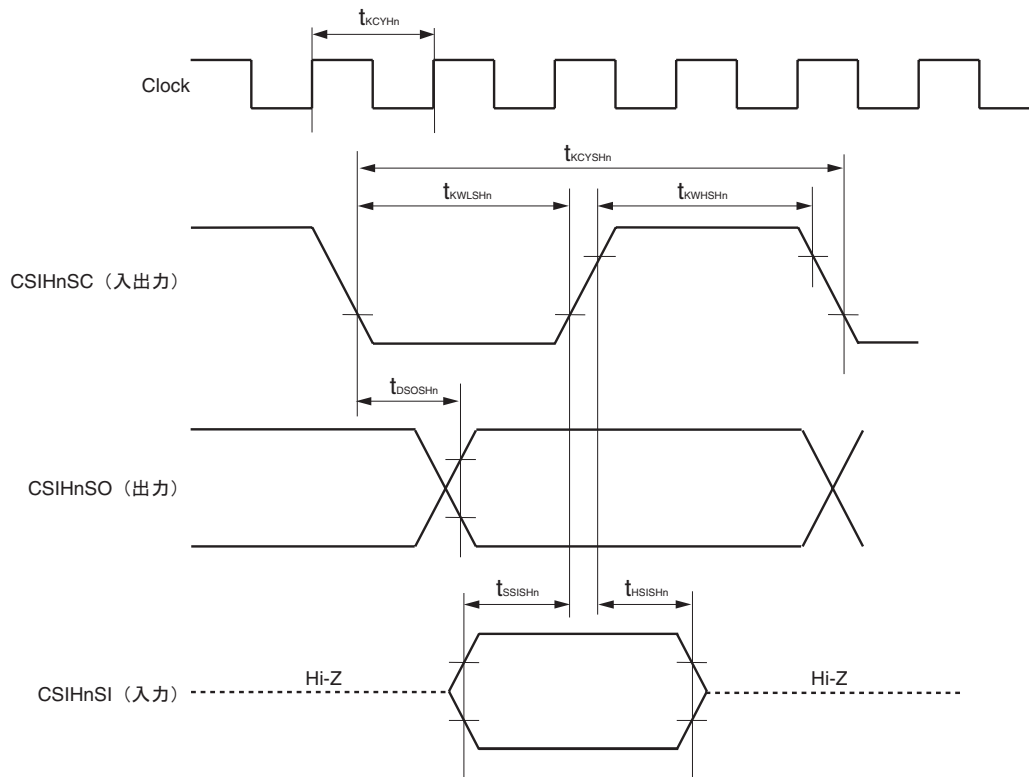 tKCYHn
Clock
tKCYSHn
tKWLSHn
tKWHSHn
CSIHnSC（入出力）
tDSOSHn
CSIHnSO（出力）
tSSISHn
tHSISHn
Hi-Z
Hi-Z
CSIHnSI（入力）